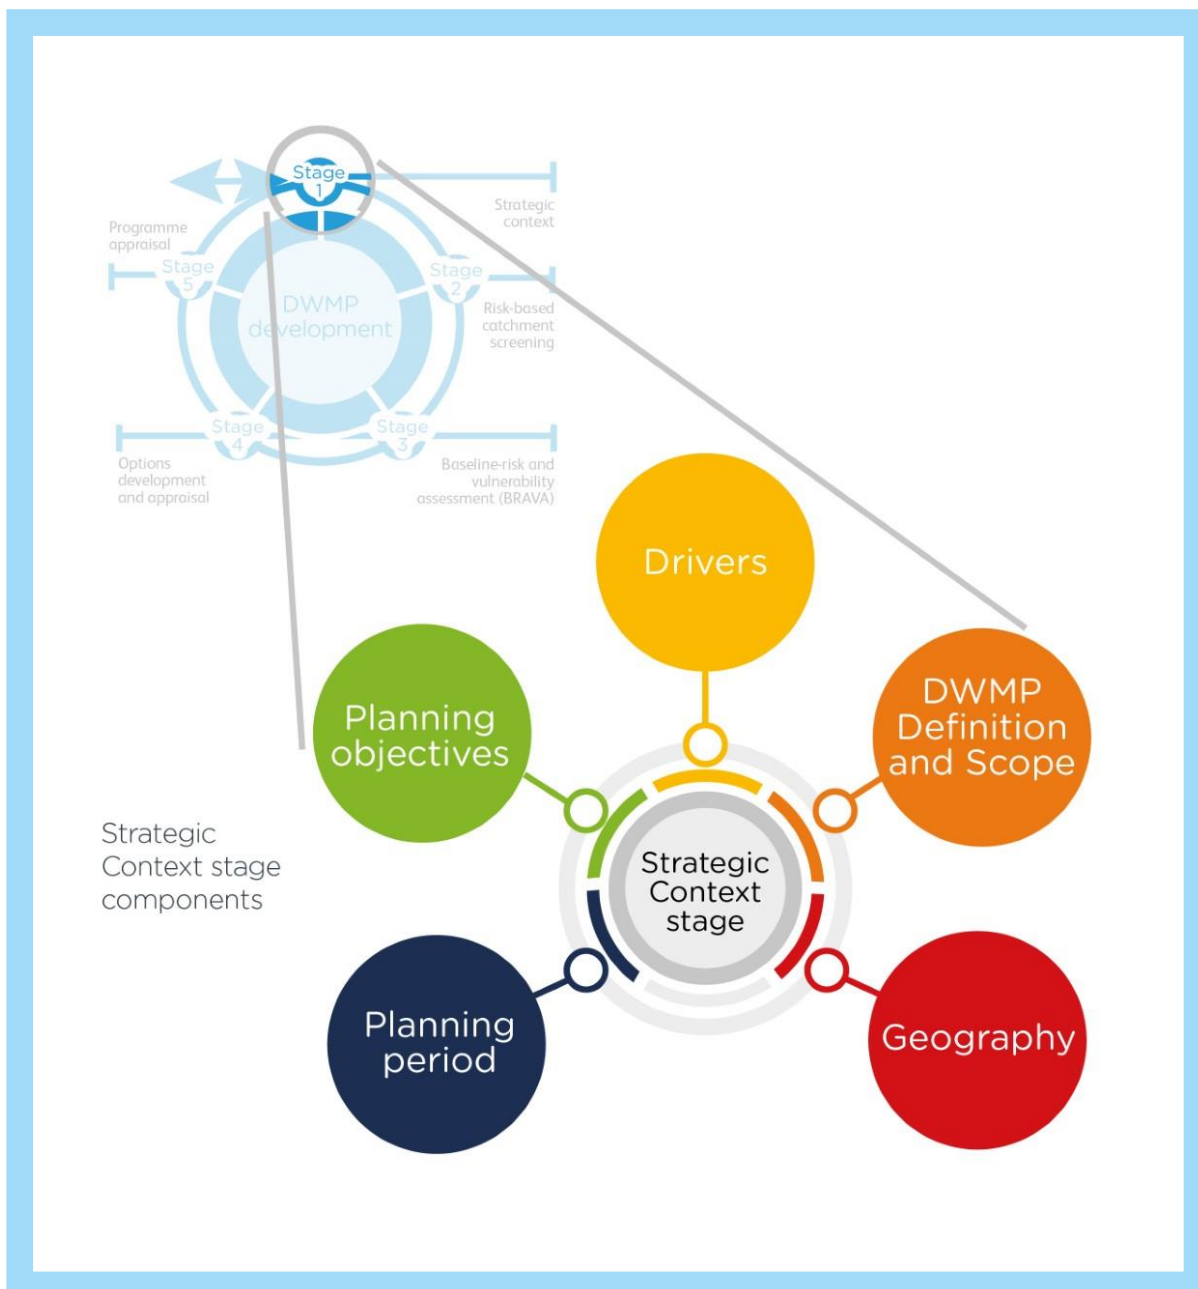 Stage
1
Strategic
context
Programme
appraisal
Stage
5
Stage
2
DWMP
development
Risk-based
catchment
screening
Stage
4
Stage
3
Options
development
and appraisal
Baseline-risk and
vulnerability
assessment (BRAVA)
Drivers
Planning
objectives
DWMP
Definition
and Scope
Strategic
Context stage
components
Strategic
Context
stage
Planning
period
Geography